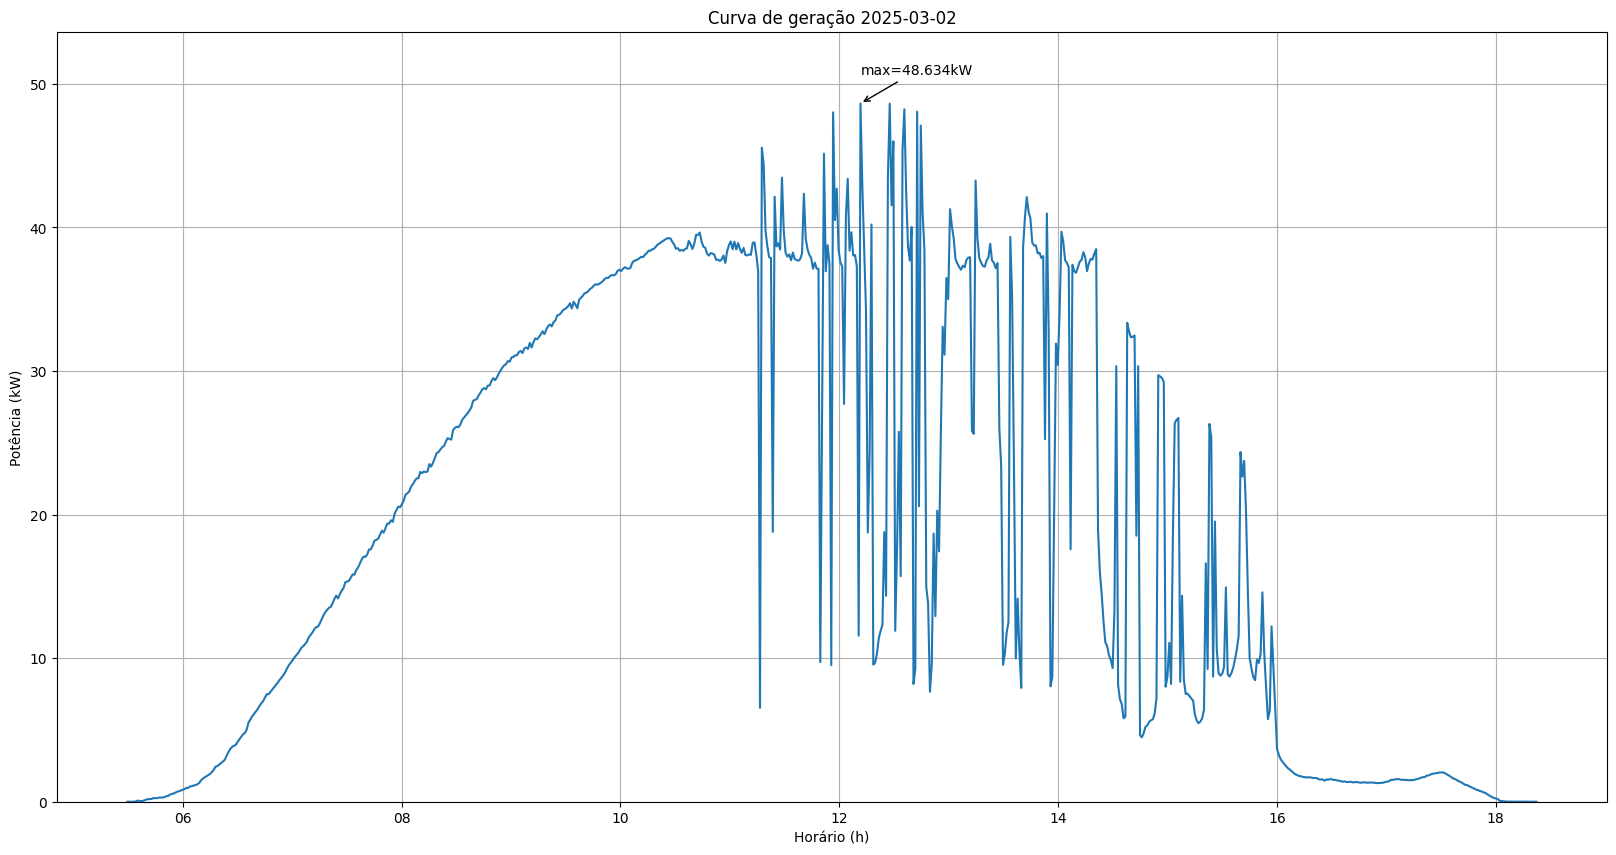 Curva de geração 2025-03-02
max=48.634kW
50
40
30
20
10
0
Potência (kW)
06 08 10 12 14 16 18
Horário (h)